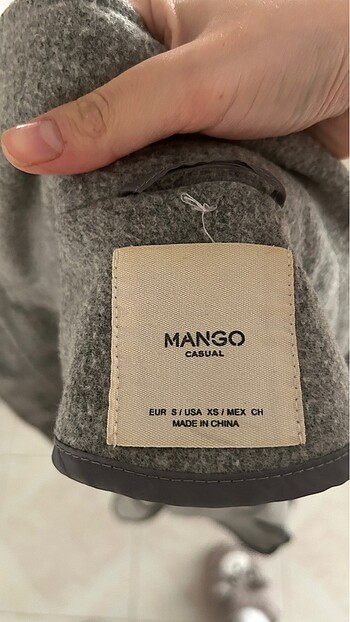 MANGO
CASUAL
EUR S / USA XS / MEX CH
MADE IN CHINA